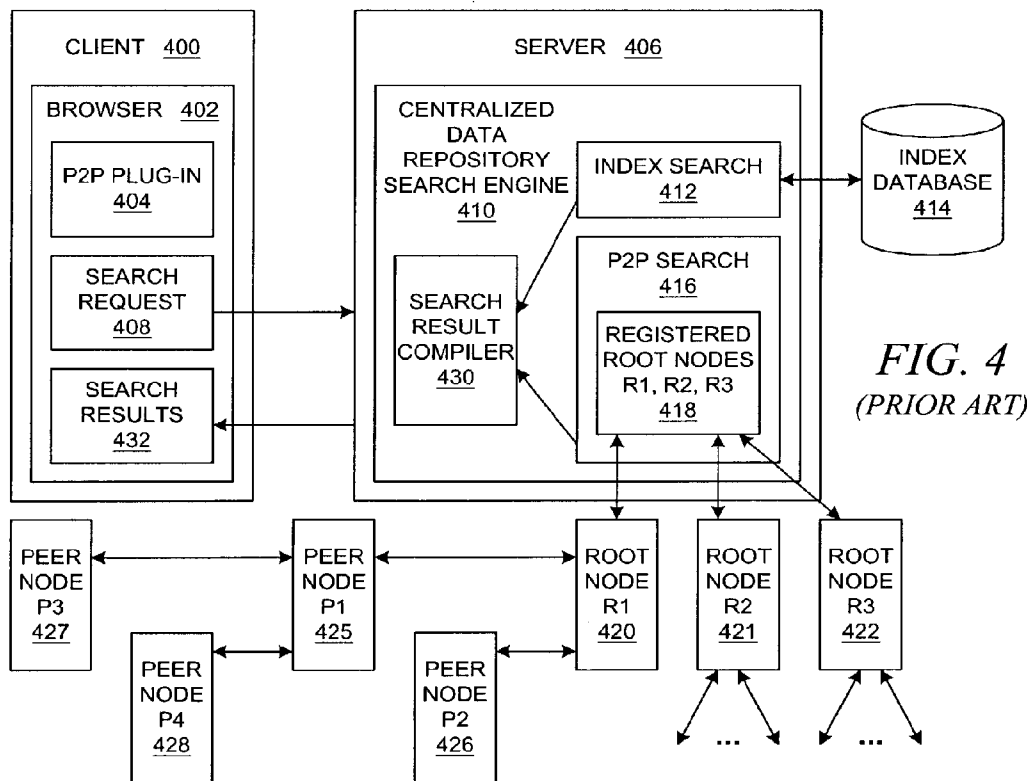 CLIENT 400
BROWSER 402
P2P PLUG-IN
404
SEARCH
REQUEST
408
SEARCH
RESULTS
432
SERVER 406
CENTRALIZED
DATA
REPOSITORY
SEARCH ENGINE
410
INDEX SEARCH
412
P2P SEARCH
416
REGISTERED
ROOT NODES
R1, R2, R3
418
SEARCH
RESULT
COMPILER
430
INDEX
DATABASE
414
FIG. 4
(PRIOR ART)
PEER
NODE
P3
427
PEER
NODE
P4
428
PEER
NODE
P1
425
PEER
NODE
P2
426
ROOT
NODE
R1
420
ROOT
NODE
R2
421
ROOT
NODE
R3
422
...
...